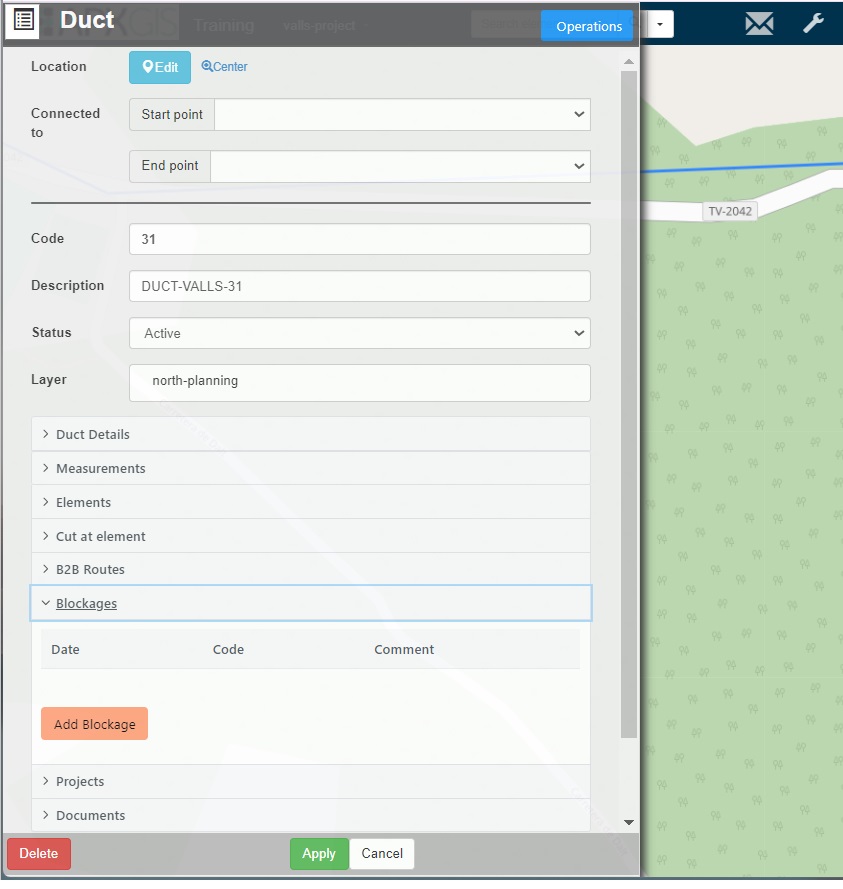 Duct
Training
valls-project
Operations
Location
Edit
Center
Connected to
Start point
End point
TV-2042
Code
31
Description
DUCT-VALLS-31
Status
Active
Layer
north-planning
Duct Details
Measurements
Elements
Cut at element
B2B Routes
Blockages
Date Code Comment
Add Blockage
Projects
Documents
Delete
Apply
Cancel